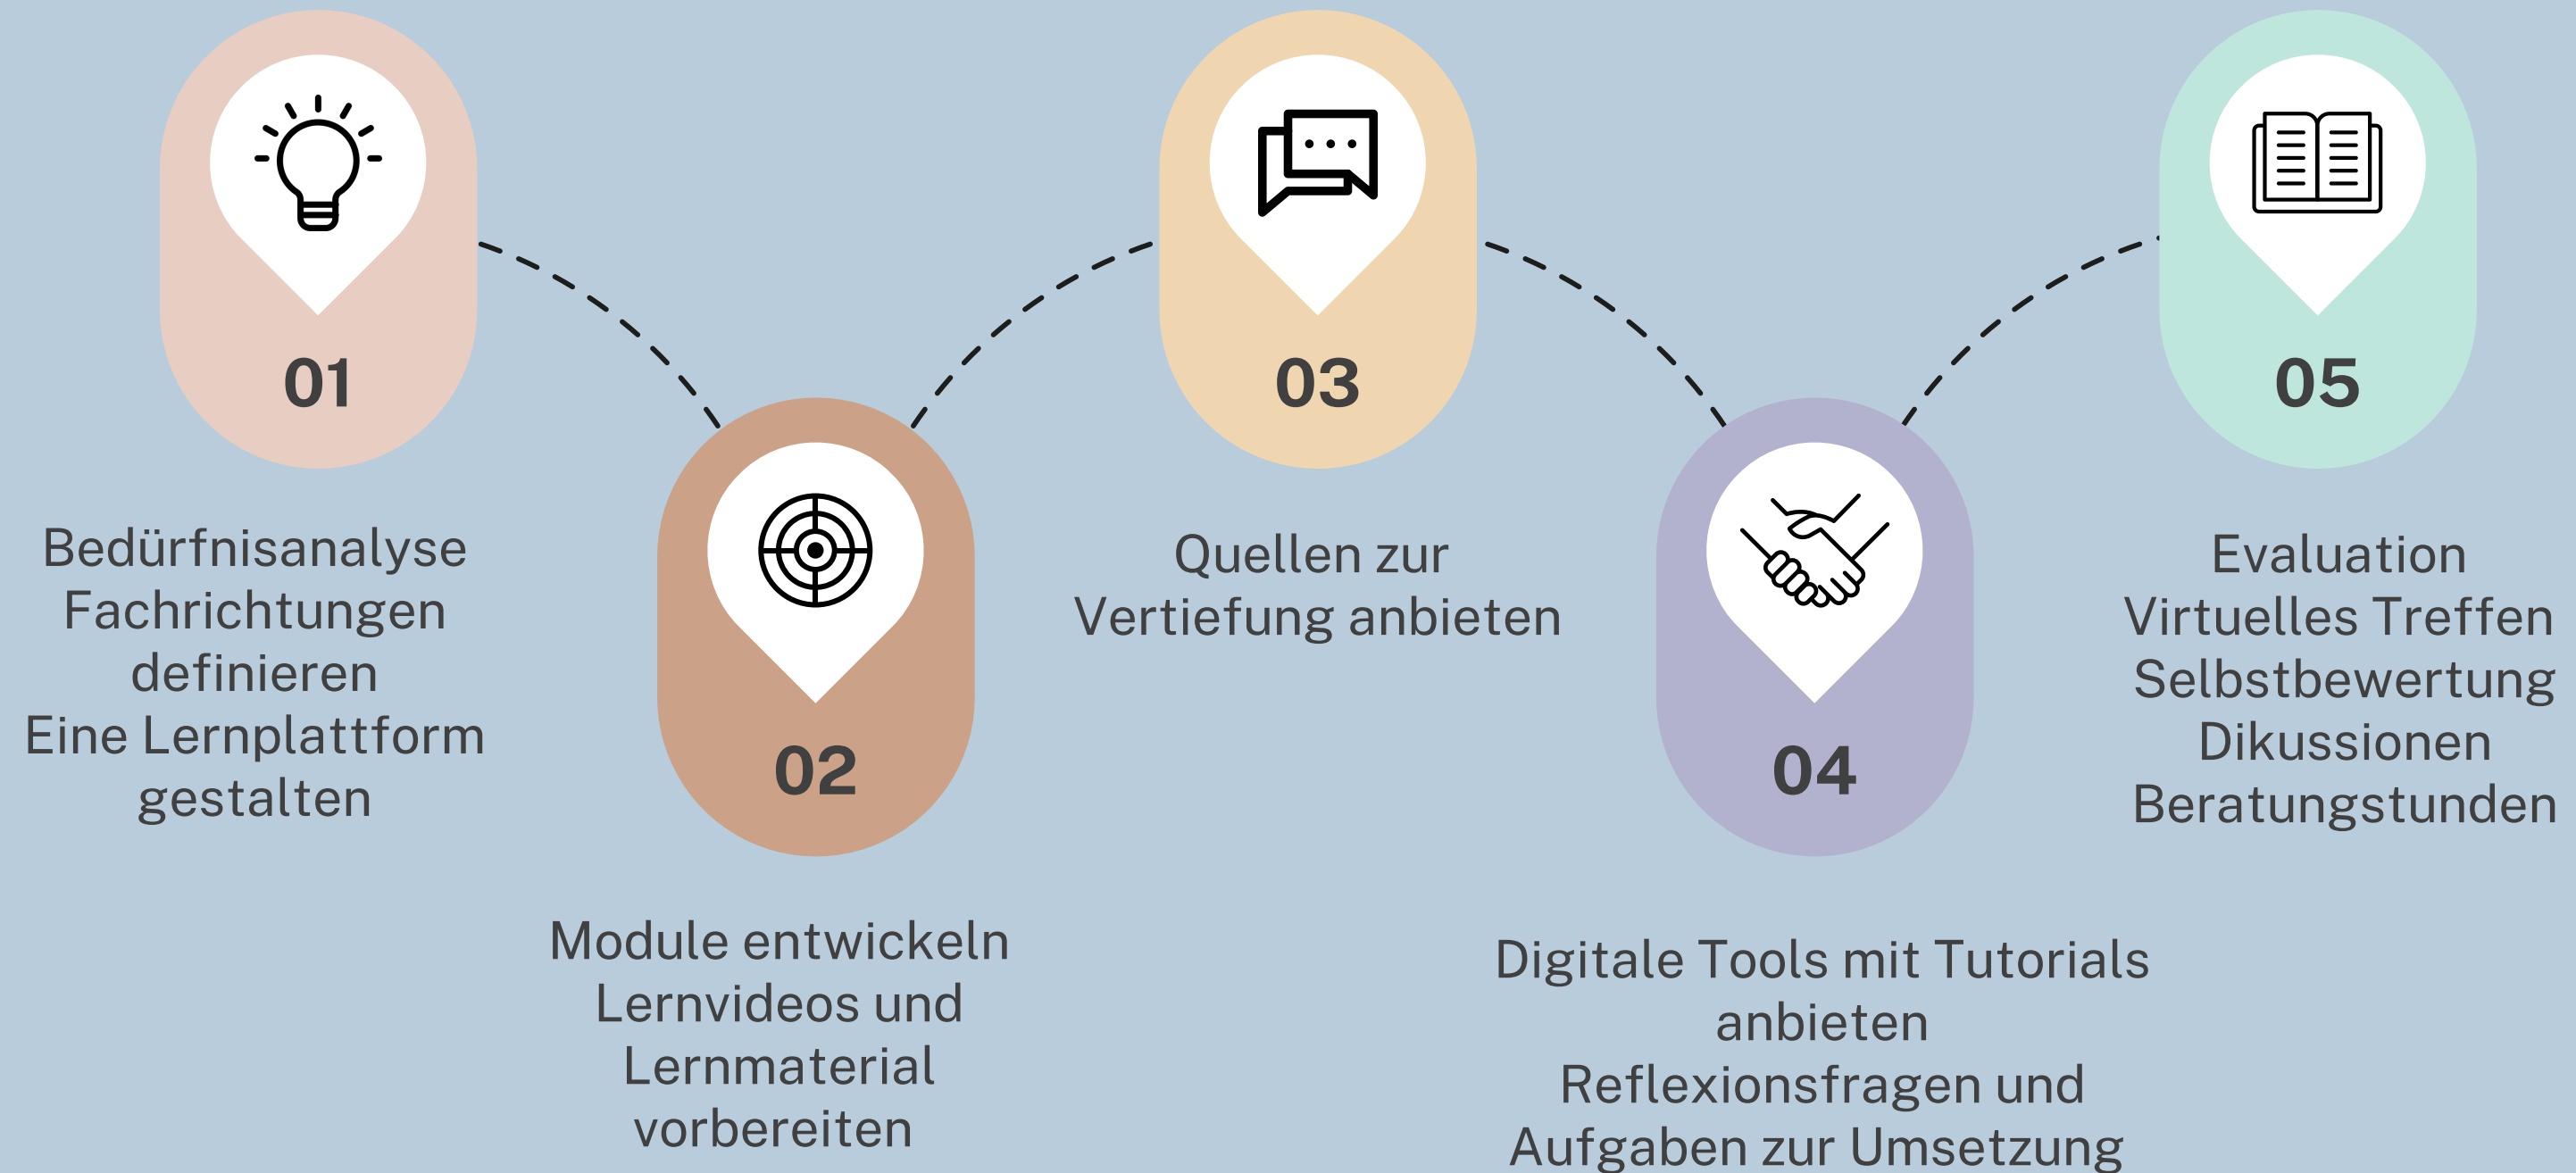 01
Bedürfnisanalyse
Fachrichtungen
definieren
Eine Lernplattform
gestalten
02
Module entwickeln
Lernvideos und
Lernmaterial
vorbereiten
03
Quellen zur
Vertiefung anbieten
04
Digitale Tools mit Tutorials
anbieten
Reflexionsfragen und
Aufgaben zur Umsetzung
05
Evaluation
Virtuelles Treffen
Selbstbewertung
Dikussionen
Beratungstunden